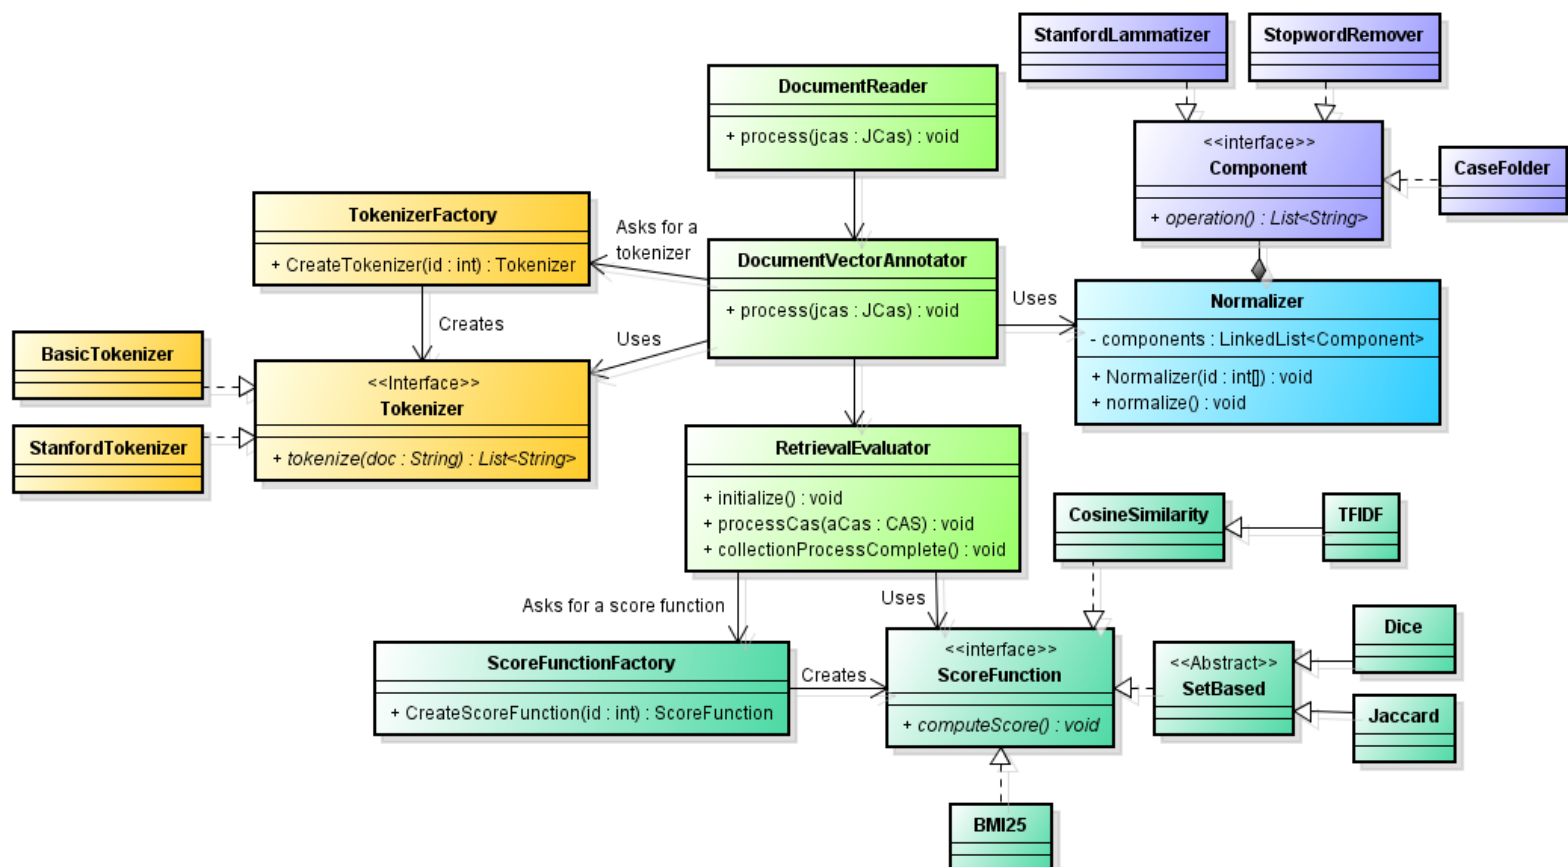 StanfordLammatizer
StopwordRemover
DocumentReader
+ process(jcas : JCas) : void
<<interface>>
Component
+ operation() : List<String>
CaseFolder
TokenizerFactory
+ CreateTokenizer(id : int) : Tokenizer
Asks for a
tokenizer
DocumentVectorAnnotator
+ process(jcas : JCas) : void
Uses
Normalizer
- components : LinkedList<Component>
+ Normalizer(id : int[]) : void
+ normalize() : void
Creates
Uses
BasicTokenizer
<<Interface>>
Tokenizer
+ tokenize(doc : String) : List<String>
StanfordTokenizer
RetrievalEvaluator
+ initialize() : void
+ processCas(aCas : CAS) : void
+ collectionProcessComplete() : void
CosineSimilarity
TFIDF
Asks for a score function
Uses
ScoreFunctionFactory
+ CreateScoreFunction(id : int) : ScoreFunction
Creates
<<interface>>
ScoreFunction
+ computeScore() : void
<<Abstract>>
SetBased
Dice
Jaccard
BMI25